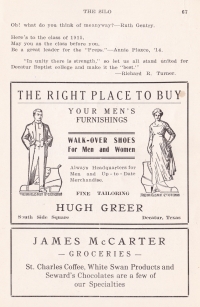 THE SILO 67
Oh! what do you think of mooneyway?—Ruth Gentry.
Here's to the class of 1915,
May you as the class before you,
Be a great leader for the "Preps."—Annie Pierce, '14.
"In unity there is strength," so let us all stand united for
Decatur Baptist college and make it the "best."
—Richard R. Turner.
THE RIGHT PLACE TO BUY
YOUR MEN'S
FURNISHINGS
WALK-OVER SHOES
For Men and Women
Always Headquarters for
Men and Up-to-Date
Merchandise.
FINE TAILORING
HUGH GREER
South Side Square Decatur, Texas
JAMES McCARTER
—GROCERIES—
St. Charles Coffee, White Swan Products and
Seward's Chocolates are a few of
our Specialties